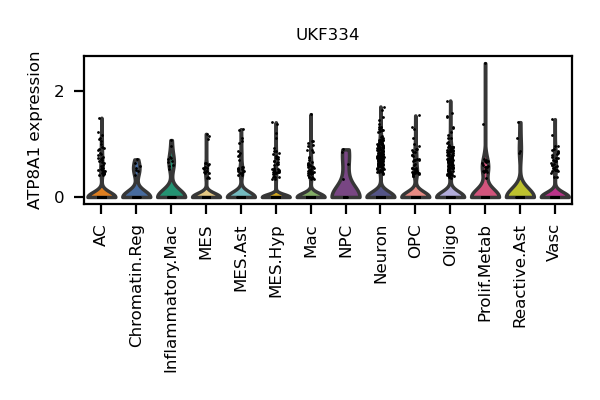 UKF334
ATP8A1 expression
2
0
AC
Chromatin.Reg
Inflammatory.Mac
MES
MES.Ast
MES.Hyp
Mac
NPC
Neuron
OPC
Oligo
Prolif.Metab
Reactive.Ast
Vasc